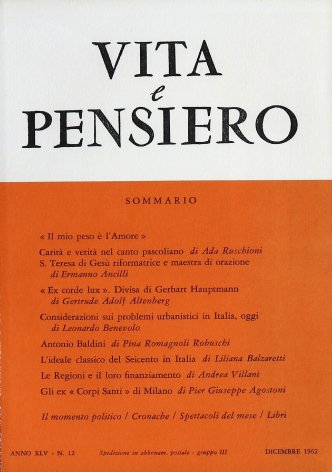 VITA
e
PENSIERO
SOMMARIO
« Il mio peso è l'Amore »
Carità e verità nel canto pascoliano di Ada Ruschioni
S. Teresa di Gesù riformatrice e maestra di orazione
di Ermanno Ancilli
« Ex corde lux ». Divisa di Gerhart Hauptmann
di Gertrude Adolf Altenberg
Considerazioni sui problemi urbanistici in Italia, oggi
di Leonardo Benevolo
Antonio Baldini di Pina Romagnoli Robuschi
L'ideale classico del Seicento in Italia di Liliana Balzaretti
Le Regioni e il loro finanziamento di Andrea Villani
Gli ex « Corpi Santi » di Milano di Pier Giuseppe Agostoni
Il momento politico / Cronache / Spettacoli del mese / Libri
ANNO XLV - N. 12 Spedizione in abbonam. postale - gruppo III DICEMBRE 1962